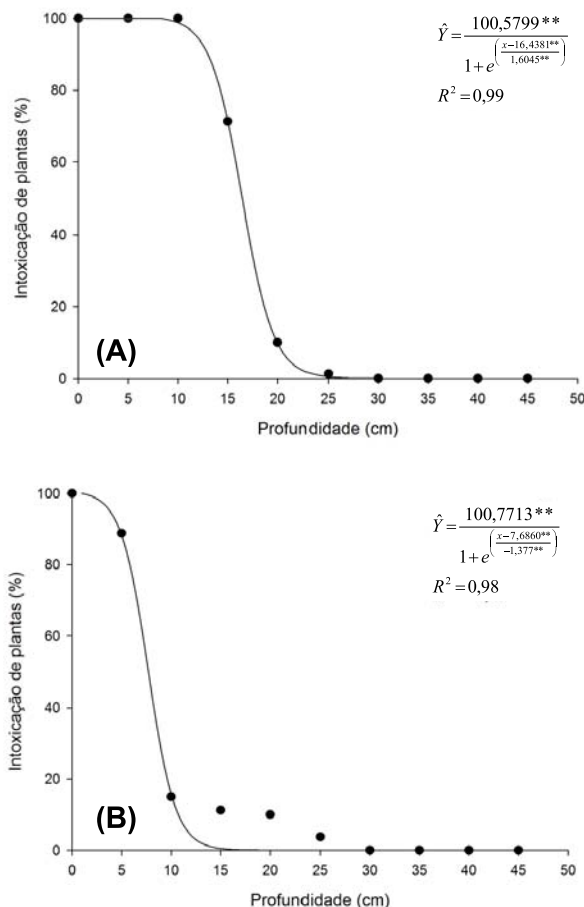 100
80
60
40
20
0
Intoxicação de plantas (%)
Ŷ = 100,5799** / 1+e^((x−16,4381**)/1,6045**)
R² = 0,99
(A)
0 5 10 15 20 25 30 35 40 45 50
Profundidade (cm)
100
80
60
40
20
0
Intoxicação de plantas (%)
Ŷ = 100,7713** / 1+e^((x−7,6860**)/−1,377**)
R² = 0,98
(B)
0 5 10 15 20 25 30 35 40 45 50
Profundidade (cm)